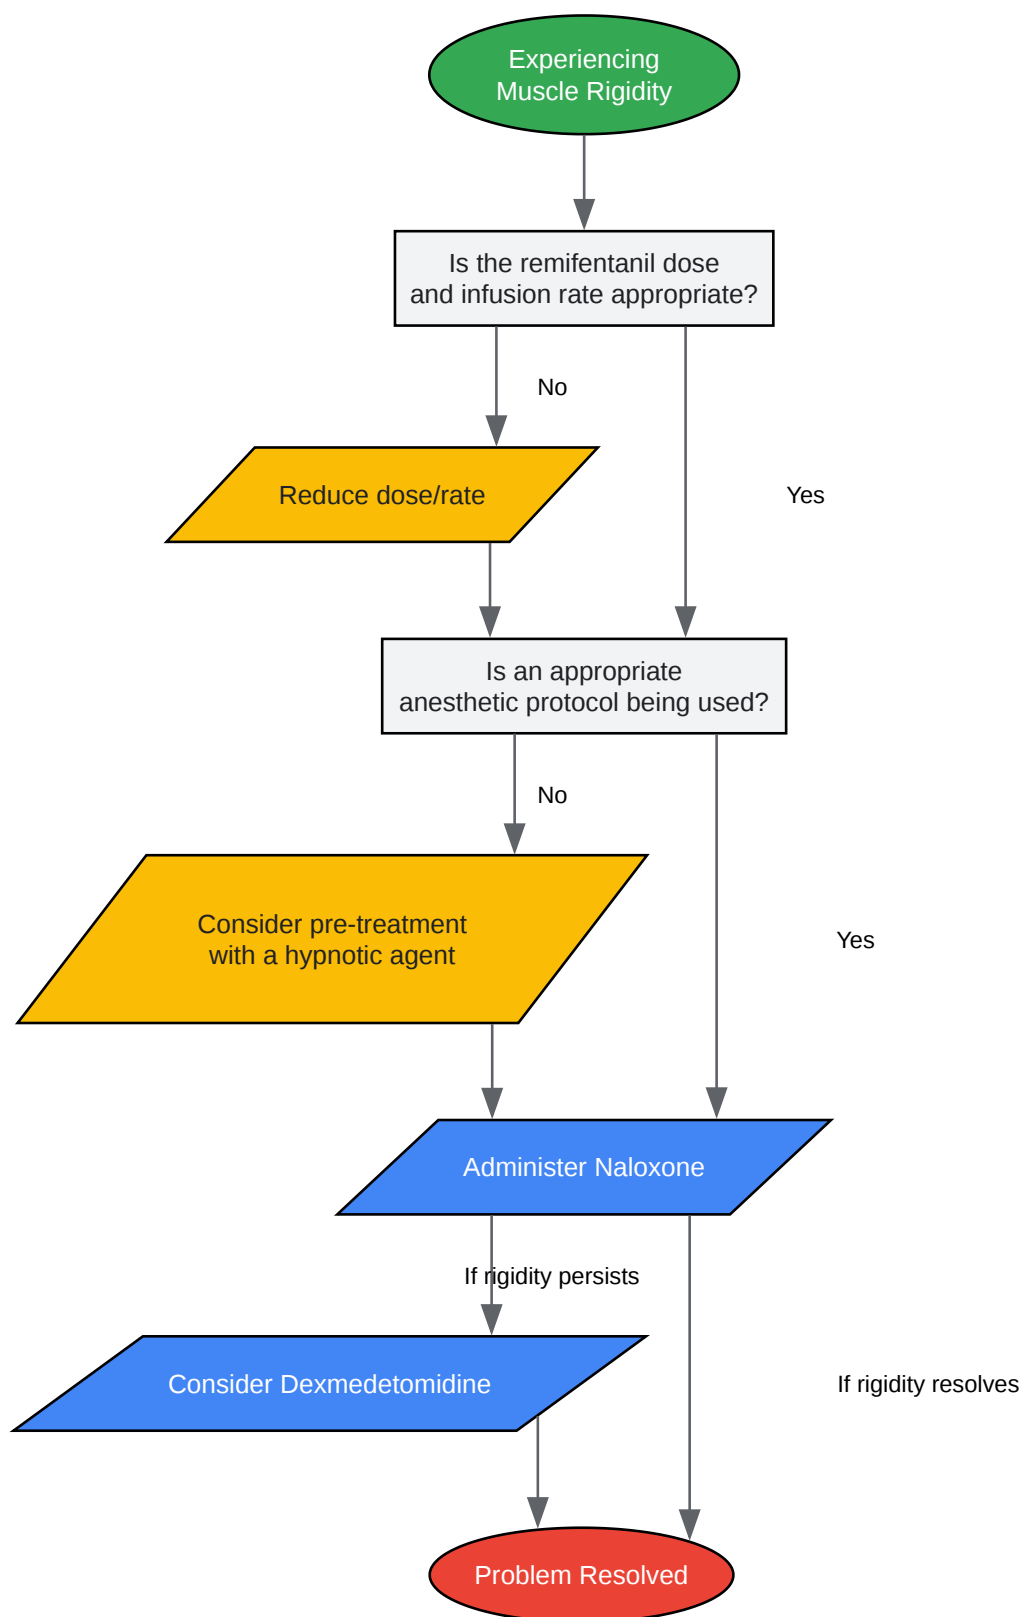 Experiencing
Muscle Rigidity
Is the remifentanil dose
and infusion rate appropriate?
No
Reduce dose/rate
Yes
Is an appropriate
anesthetic protocol being used?
No
Consider pre-treatment
with a hypnotic agent
Yes
Administer Naloxone
If rigidity persists
Consider Dexmedetomidine
If rigidity resolves
Problem Resolved